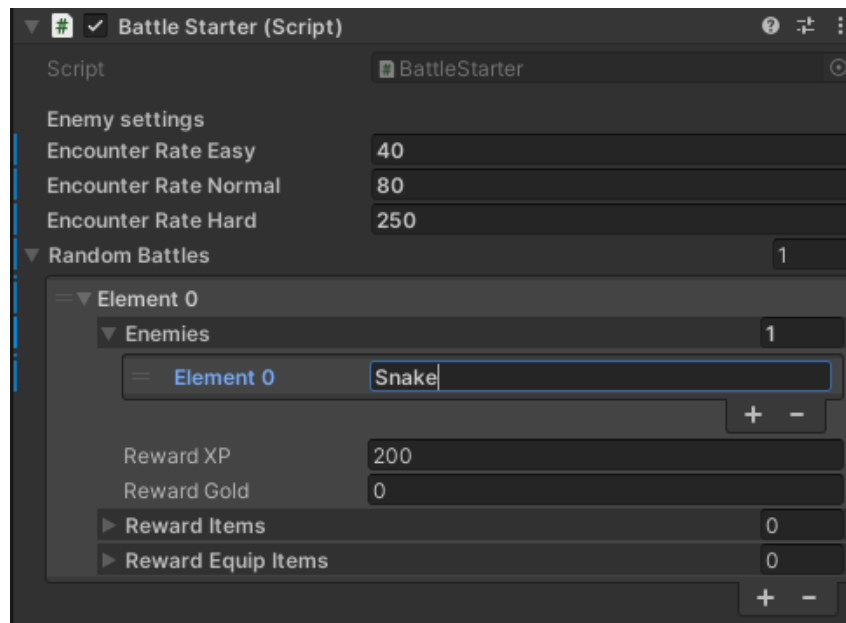 # Battle Starter (Script)
Script # BattleStarter
Enemy settings
Encounter Rate Easy 40
Encounter Rate Normal 80
Encounter Rate Hard 250
Random Battles 1
Element 0
Enemies 1
Element 0 Snake
+ −
Reward XP 200
Reward Gold 0
Reward Items 0
Reward Equip Items 0
+ −